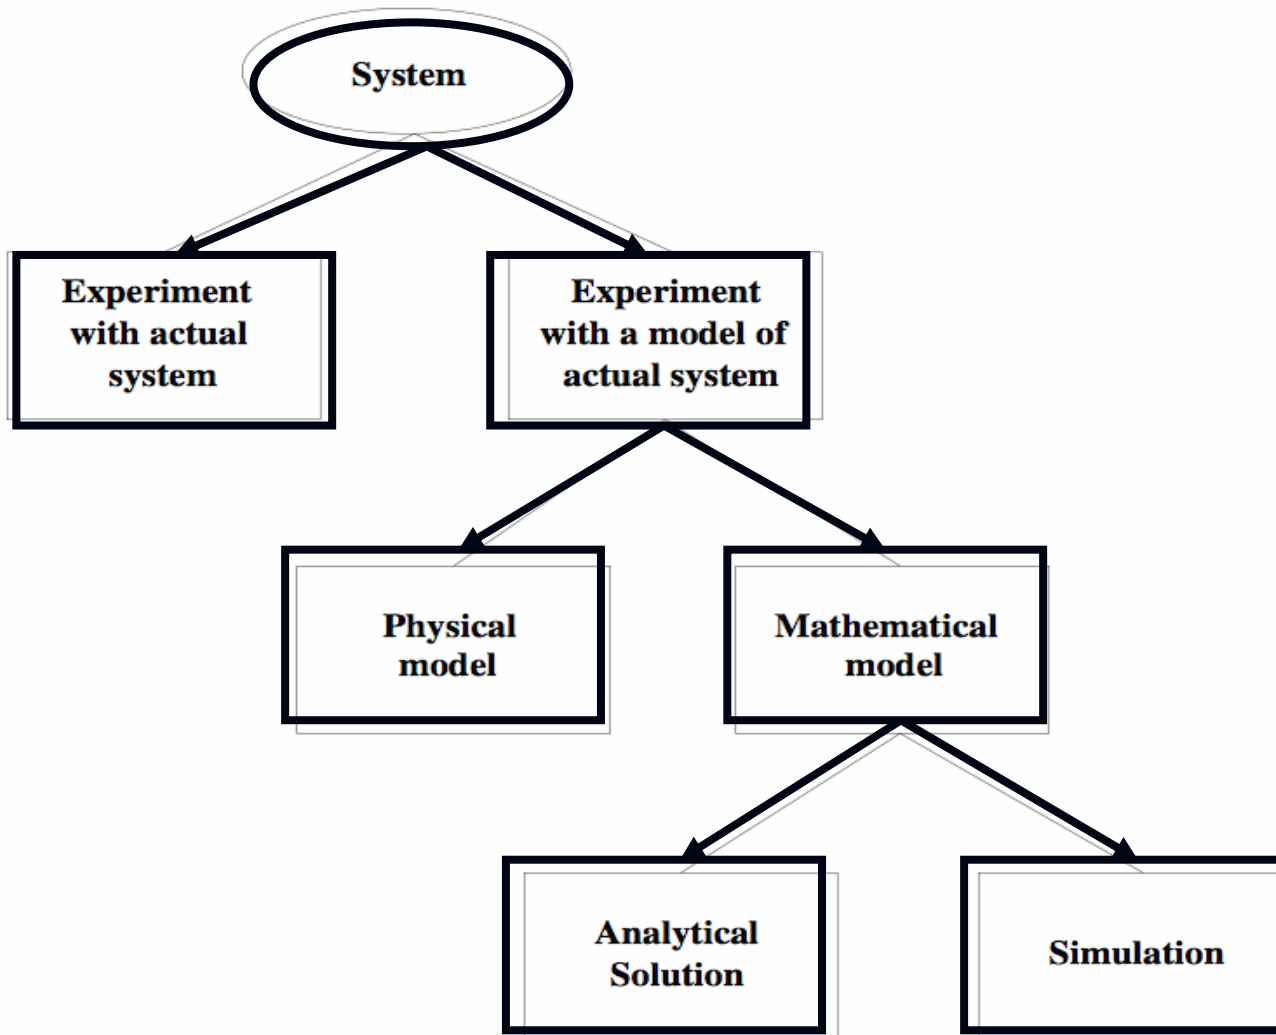 System
Experiment
with actual
system
Experiment
with a model of
actual system
Physical
model
Mathematical
model
Analytical
Solution
Simulation